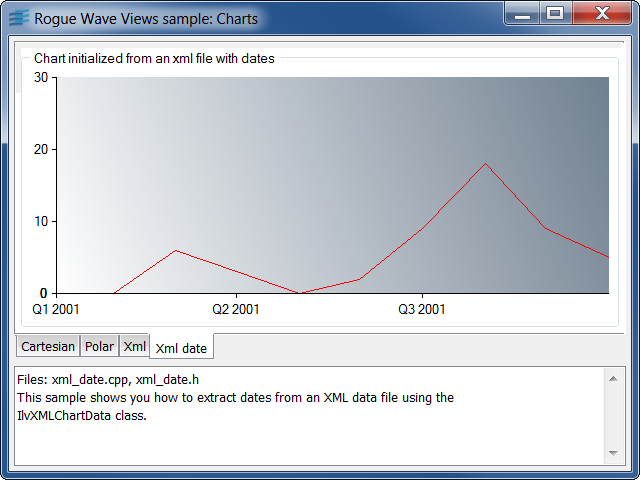 Rogue Wave Views sample: Charts
Chart initialized from an xml file with dates
30
20
10
0
Q1 2001 Q2 2001 Q3 2001
Cartesian Polar Xml Xml date
Files: xml_date.cpp, xml_date.h
This sample shows you how to extract dates from an XML data file using the
IlvXMLChartData class.